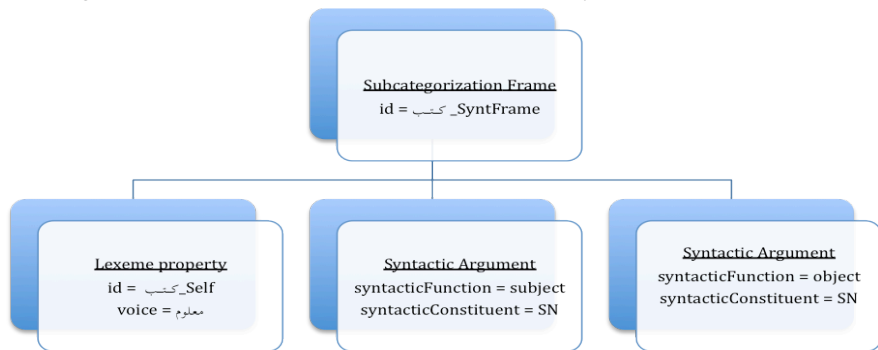 Subcategorization Frame
id = كتب_SyntFrame
Lexeme property
id = كتب_Self
voice = معلوم
Syntactic Argument
syntacticFunction = subject
syntacticConstituent = SN
Syntactic Argument
syntacticFunction = object
syntacticConstituent = SN